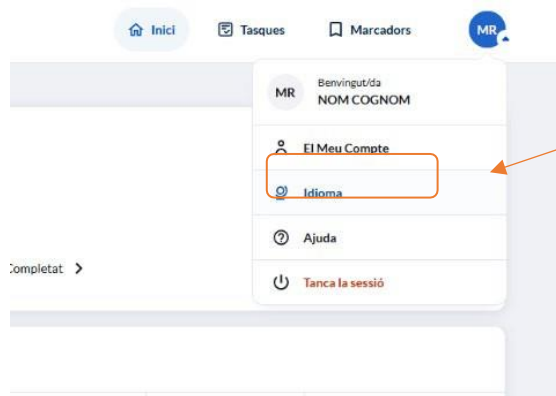 Inici
Tasques
Marcadors
MR
MR
Benvingut/da
NOM COGNOM
El Meu Compte
Idioma
Ajuda
Completat
Tanca la sessió